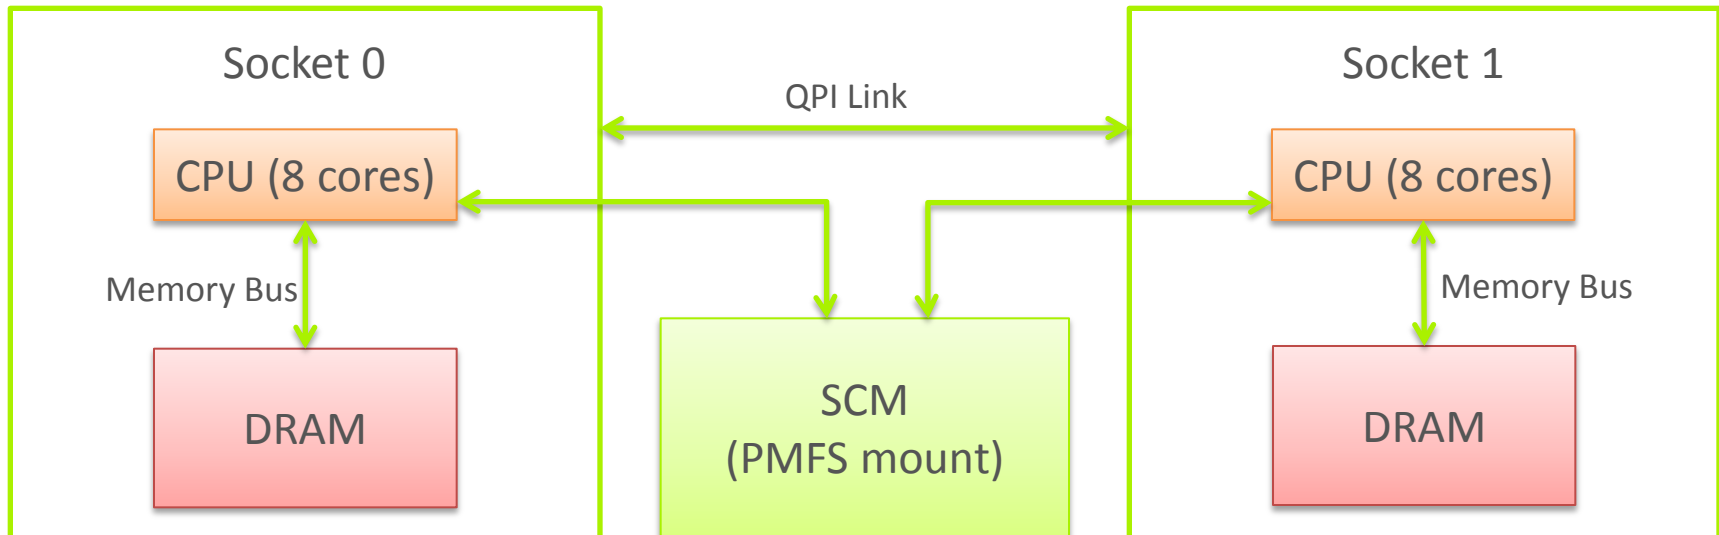 Socket 0
QPI Link
Socket 1
CPU (8 cores)
CPU (8 cores)
Memory Bus
Memory Bus
DRAM
SCM
(PMFS mount)
DRAM